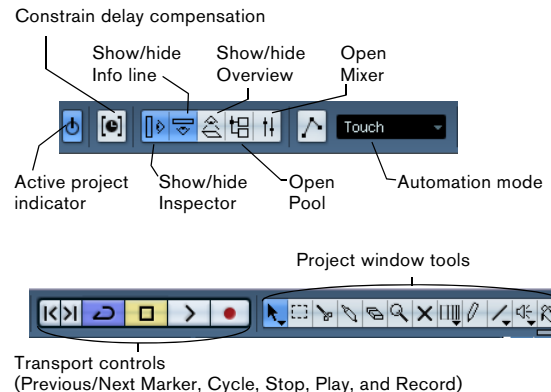 Constrain delay compensation
Show/hide
Info line
Show/hide
Overview
Open
Mixer
Touch
Active project
indicator
Show/hide
Inspector
Open
Pool
Automation mode
Project window tools
Transport controls
(Previous/Next Marker, Cycle, Stop, Play, and Record)